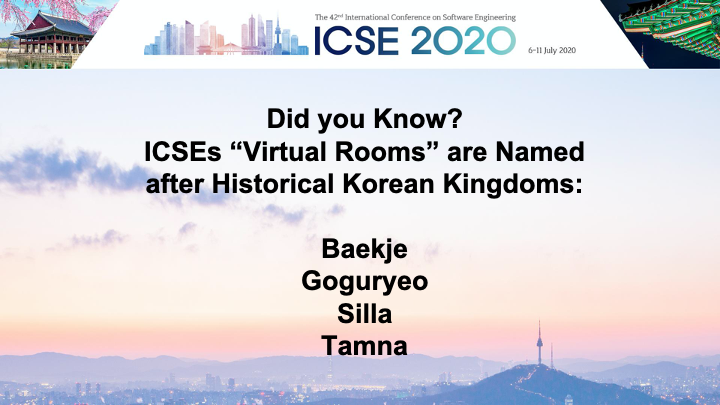 The 42nd International Conference on Software Engineering
ICSE 2020
6-11 July 2020
Did you Know?
ICSEs “Virtual Rooms” are Named
after Historical Korean Kingdoms:
Baekje
Goguryeo
Silla
Tamna